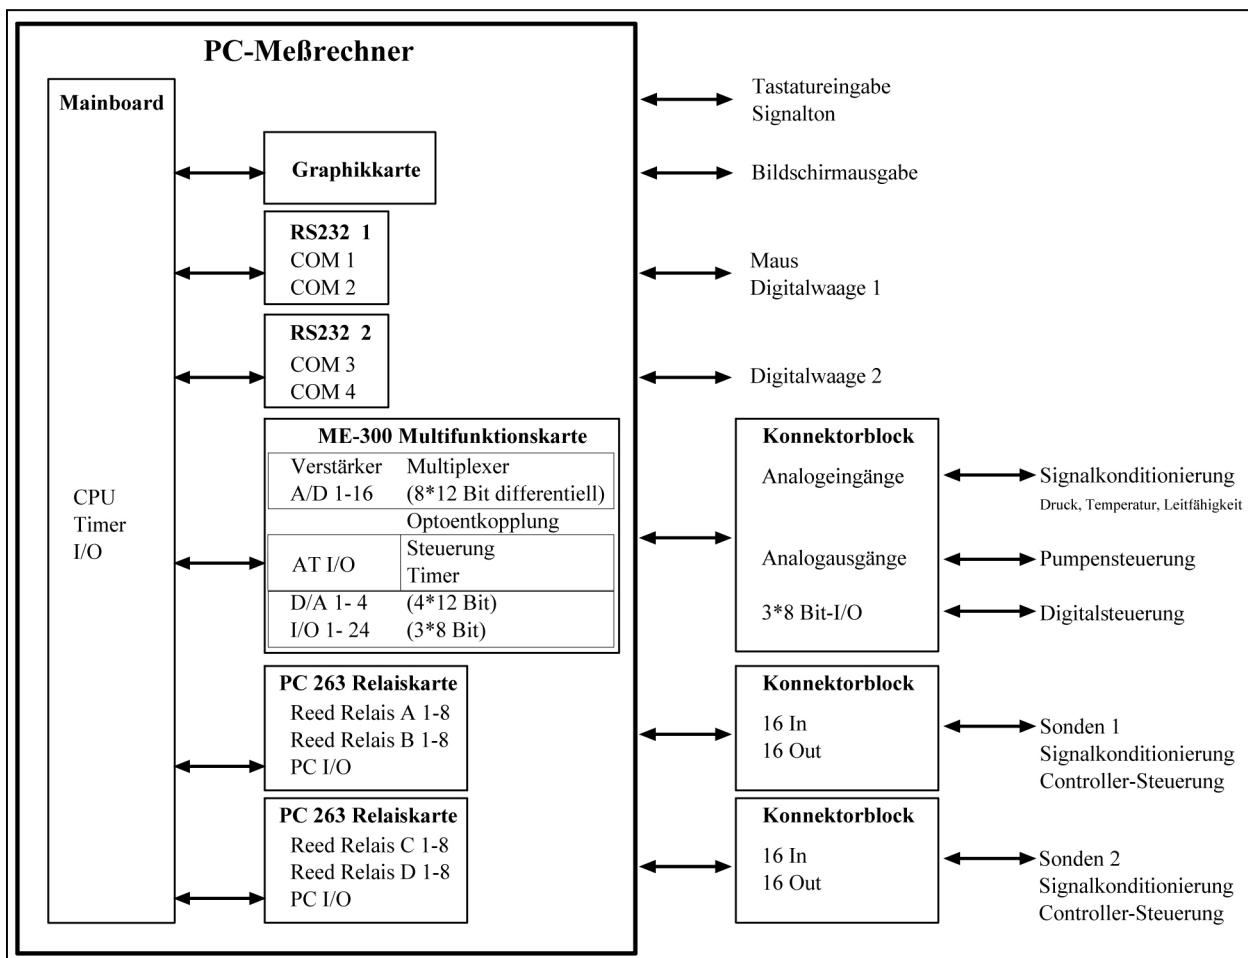 PC-Meßrechner
Mainboard
CPU
Timer
I/O
Graphikkarte
RS232 1
COM 1
COM 2
RS232 2
COM 3
COM 4
ME-300 Multifunktionskarte
Verstärker Multiplexer
A/D 1-16 (8*12 Bit differentiell)
Optoentkopplung
AT I/O
Steuerung
Timer
D/A 1- 4 (4*12 Bit)
I/O 1- 24 (3*8 Bit)
PC 263 Relaiskarte
Reed Relais A 1-8
Reed Relais B 1-8
PC I/O
PC 263 Relaiskarte
Reed Relais C 1-8
Reed Relais D 1-8
PC I/O
Tastatureingabe
Signalton
Bildschirmausgabe
Maus
Digitalwaage 1
Digitalwaage 2
Konnektorblock
Analogeingänge
Analogausgänge
3*8 Bit-I/O
Signalkonditionierung
Druck, Temperatur, Leitfähigkeit
Pumpensteuerung
Digitalsteuerung
Konnektorblock
16 In
16 Out
Sonden 1
Signalkonditionierung
Controller-Steuerung
Konnektorblock
16 In
16 Out
Sonden 2
Signalkonditionierung
Controller-Steuerung